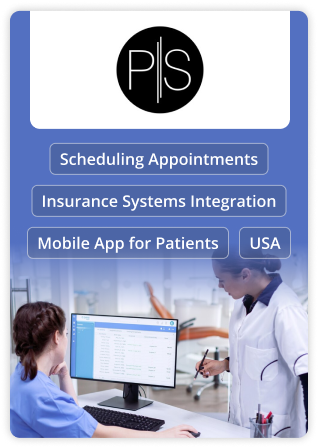 P|S
Scheduling Appointments
Insurance Systems Integration
Mobile App for Patients
USA